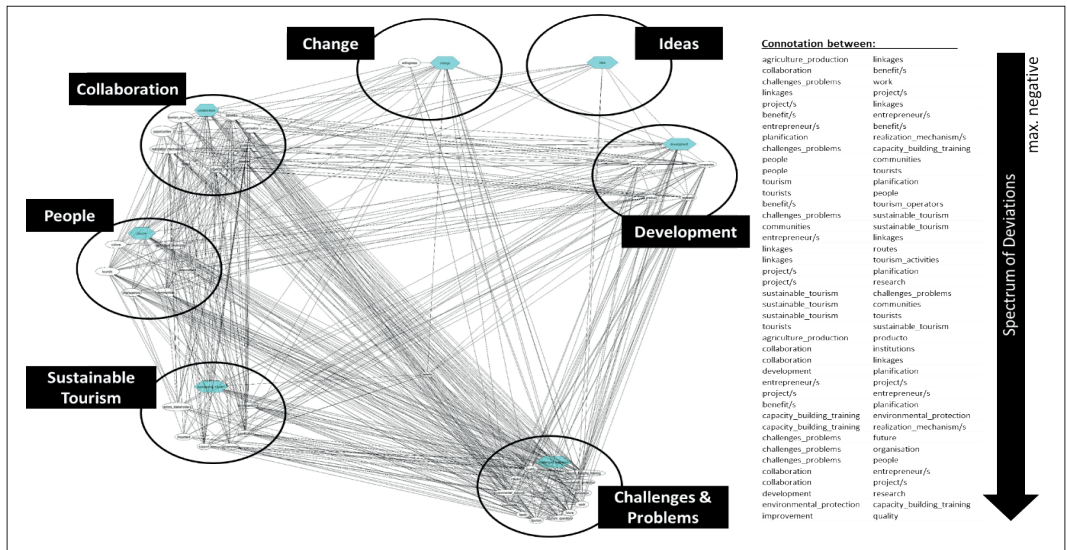 Change
Ideas
Collaboration
People
Development
Sustainable
Tourism
Challenges &
Problems
Connotation between:
agriculture_production linkages
collaboration benefit/s
challenges_problems work
linkages project/s
project/s linkages
benefit/s entrepreneur/s
entrepreneur/s benefit/s
planification realization_mechanism/s
challenges_problems capacity_building_training
people communities
people tourists
tourism planification
tourists people
benefit/s tourism_operators
challenges_problems sustainable_tourism
communities sustainable_tourism
entrepreneur/s linkages
linkages routes
linkages tourism_activities
project/s planification
project/s research
sustainable_tourism challenges_problems
sustainable_tourism communities
sustainable_tourism tourists
tourists sustainable_tourism
agriculture_production producto
collaboration institutions
collaboration linkages
development planification
entrepreneur/s project/s
project/s entrepreneur/s
benefit/s planification
capacity_building_training environmental_protection
capacity_building_training realization_mechanism/s
challenges_problems future
challenges_problems organisation
challenges_problems people
collaboration entrepreneur/s
collaboration project/s
development research
environmental_protection capacity_building_training
improvement quality
Spectrum of Deviations
max. negative